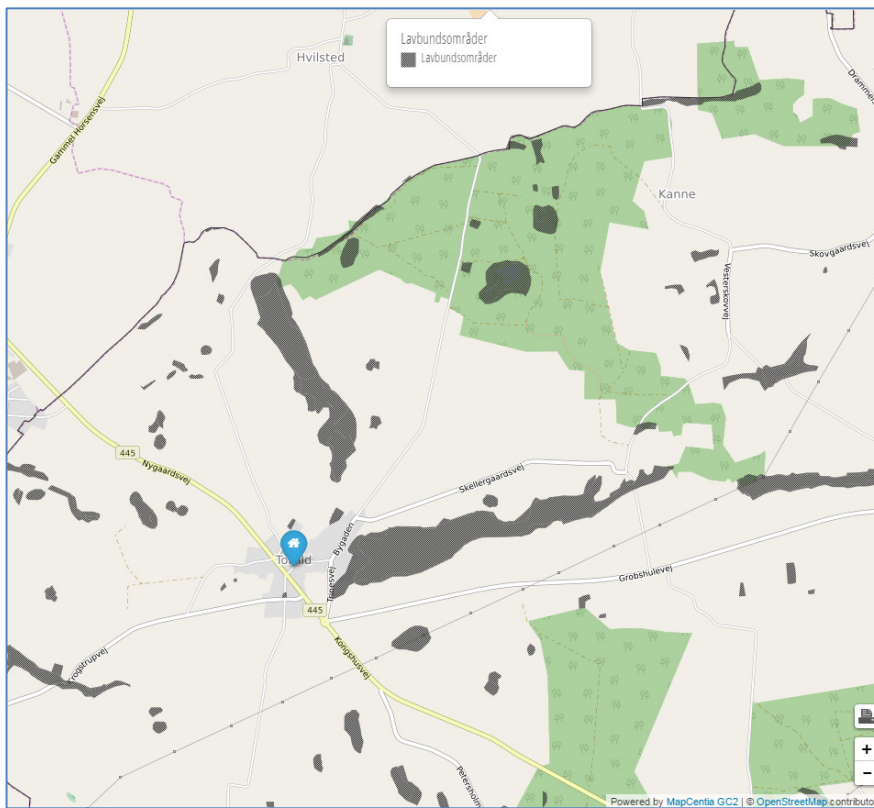 Lavbundsområder
Lavbundsområder
Hvilsted
Gammel Horsensvej
Kanne
Skovgaardsvej
Vesterskovvej
445
Nygaardsvej
Skellergaardsvej
Bygaden
Grobshulevej
445
Kongshusvej
+
−
Powered by MapCentia GC2 | © OpenStreetMap contributo